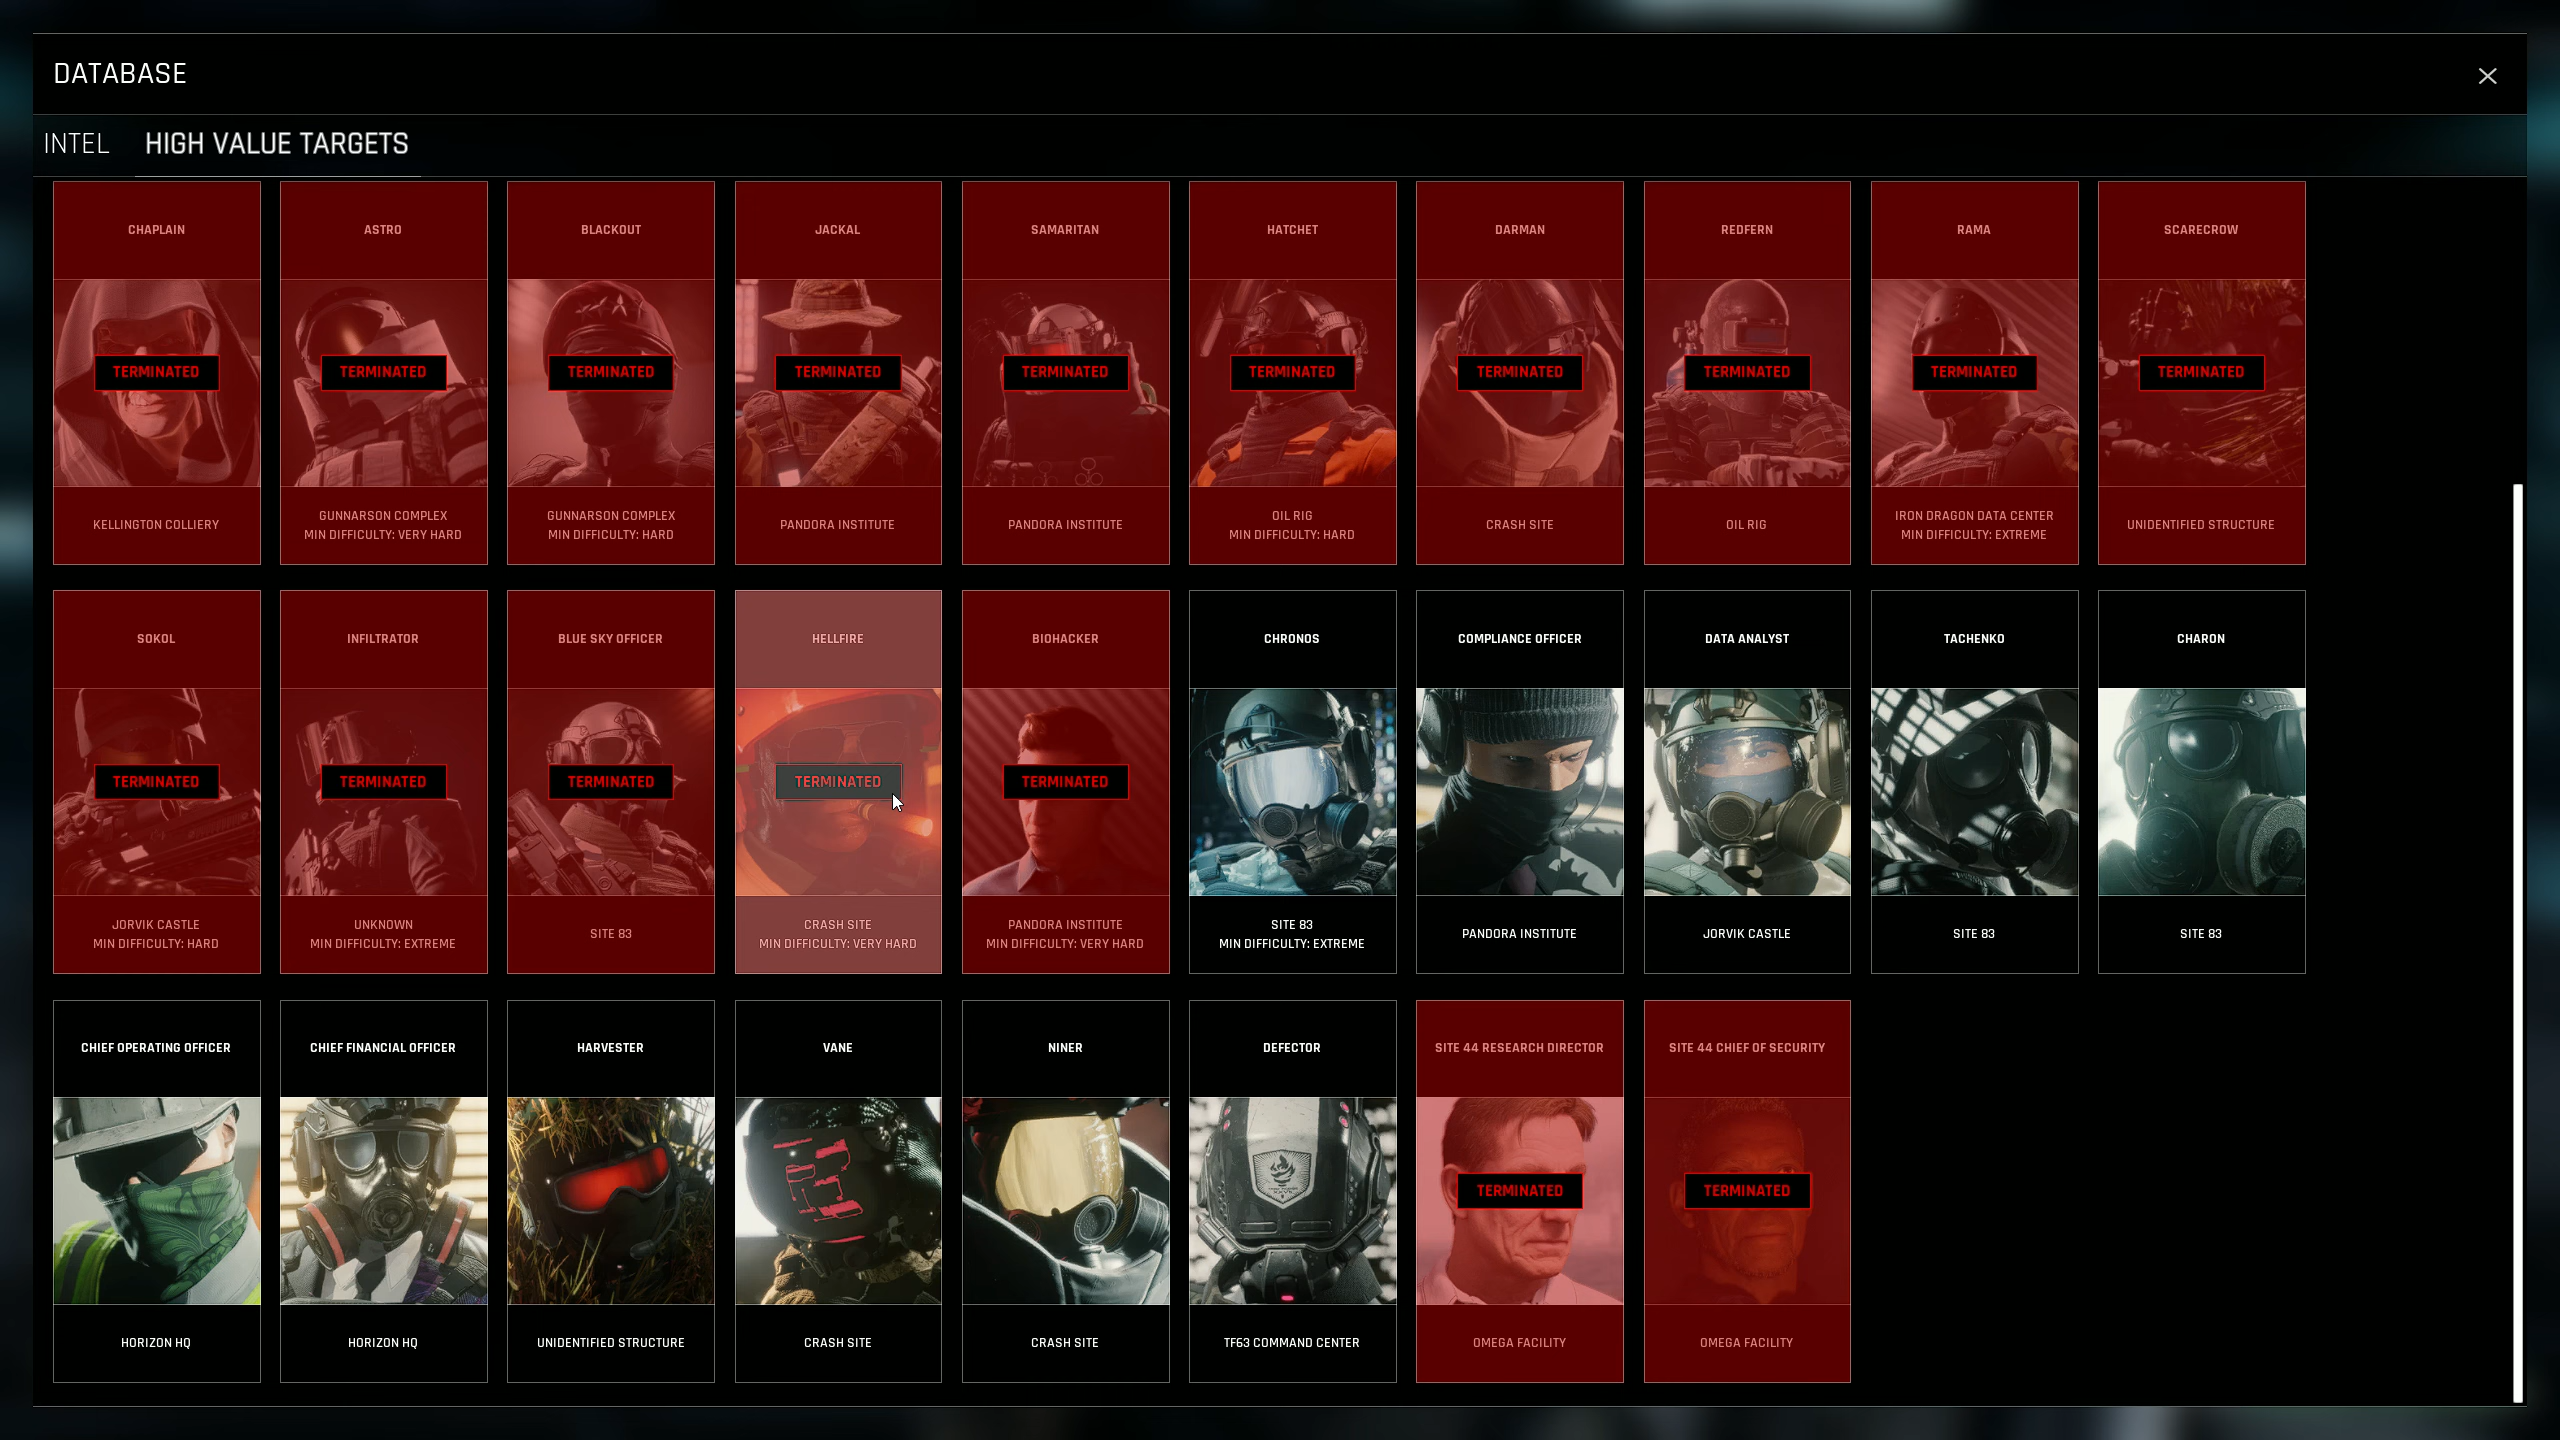 DATABASE
INTEL
HIGH VALUE TARGETS
CHAPLAIN
TERMINATED
KELLINGTON COLLIERY
ASTRO
TERMINATED
GUNNARSON COMPLEX
MIN DIFFICULTY: VERY HARD
BLACKOUT
TERMINATED
GUNNARSON COMPLEX
MIN DIFFICULTY: HARD
JACKAL
TERMINATED
PANDORA INSTITUTE
SAMARITAN
TERMINATED
PANDORA INSTITUTE
HATCHET
TERMINATED
OIL RIG
MIN DIFFICULTY: HARD
DARMAN
TERMINATED
CRASH SITE
REDFERN
TERMINATED
OIL RIG
RAMA
TERMINATED
IRON DRAGON DATA CENTER
MIN DIFFICULTY: EXTREME
SCARECROW
TERMINATED
UNIDENTIFIED STRUCTURE
SOKOL
TERMINATED
JORVIK CASTLE
MIN DIFFICULTY: HARD
INFILTRATOR
TERMINATED
UNKNOWN
MIN DIFFICULTY: EXTREME
BLUE SKY OFFICER
TERMINATED
SITE 83
HELLFIRE
TERMINATED
CRASH SITE
MIN DIFFICULTY: VERY HARD
BIOHACKER
TERMINATED
PANDORA INSTITUTE
MIN DIFFICULTY: VERY HARD
CHRONOS
SITE 83
MIN DIFFICULTY: EXTREME
COMPLIANCE OFFICER
PANDORA INSTITUTE
DATA ANALYST
JORVIK CASTLE
TACHENKO
SITE 83
CHARON
SITE 83
CHIEF OPERATING OFFICER
HORIZON HQ
CHIEF FINANCIAL OFFICER
HORIZON HQ
HARVESTER
UNIDENTIFIED STRUCTURE
VANE
CRASH SITE
NINER
CRASH SITE
DEFECTOR
TF63 COMMAND CENTER
SITE 44 RESEARCH DIRECTOR
TERMINATED
OMEGA FACILITY
SITE 44 CHIEF OF SECURITY
TERMINATED
OMEGA FACILITY